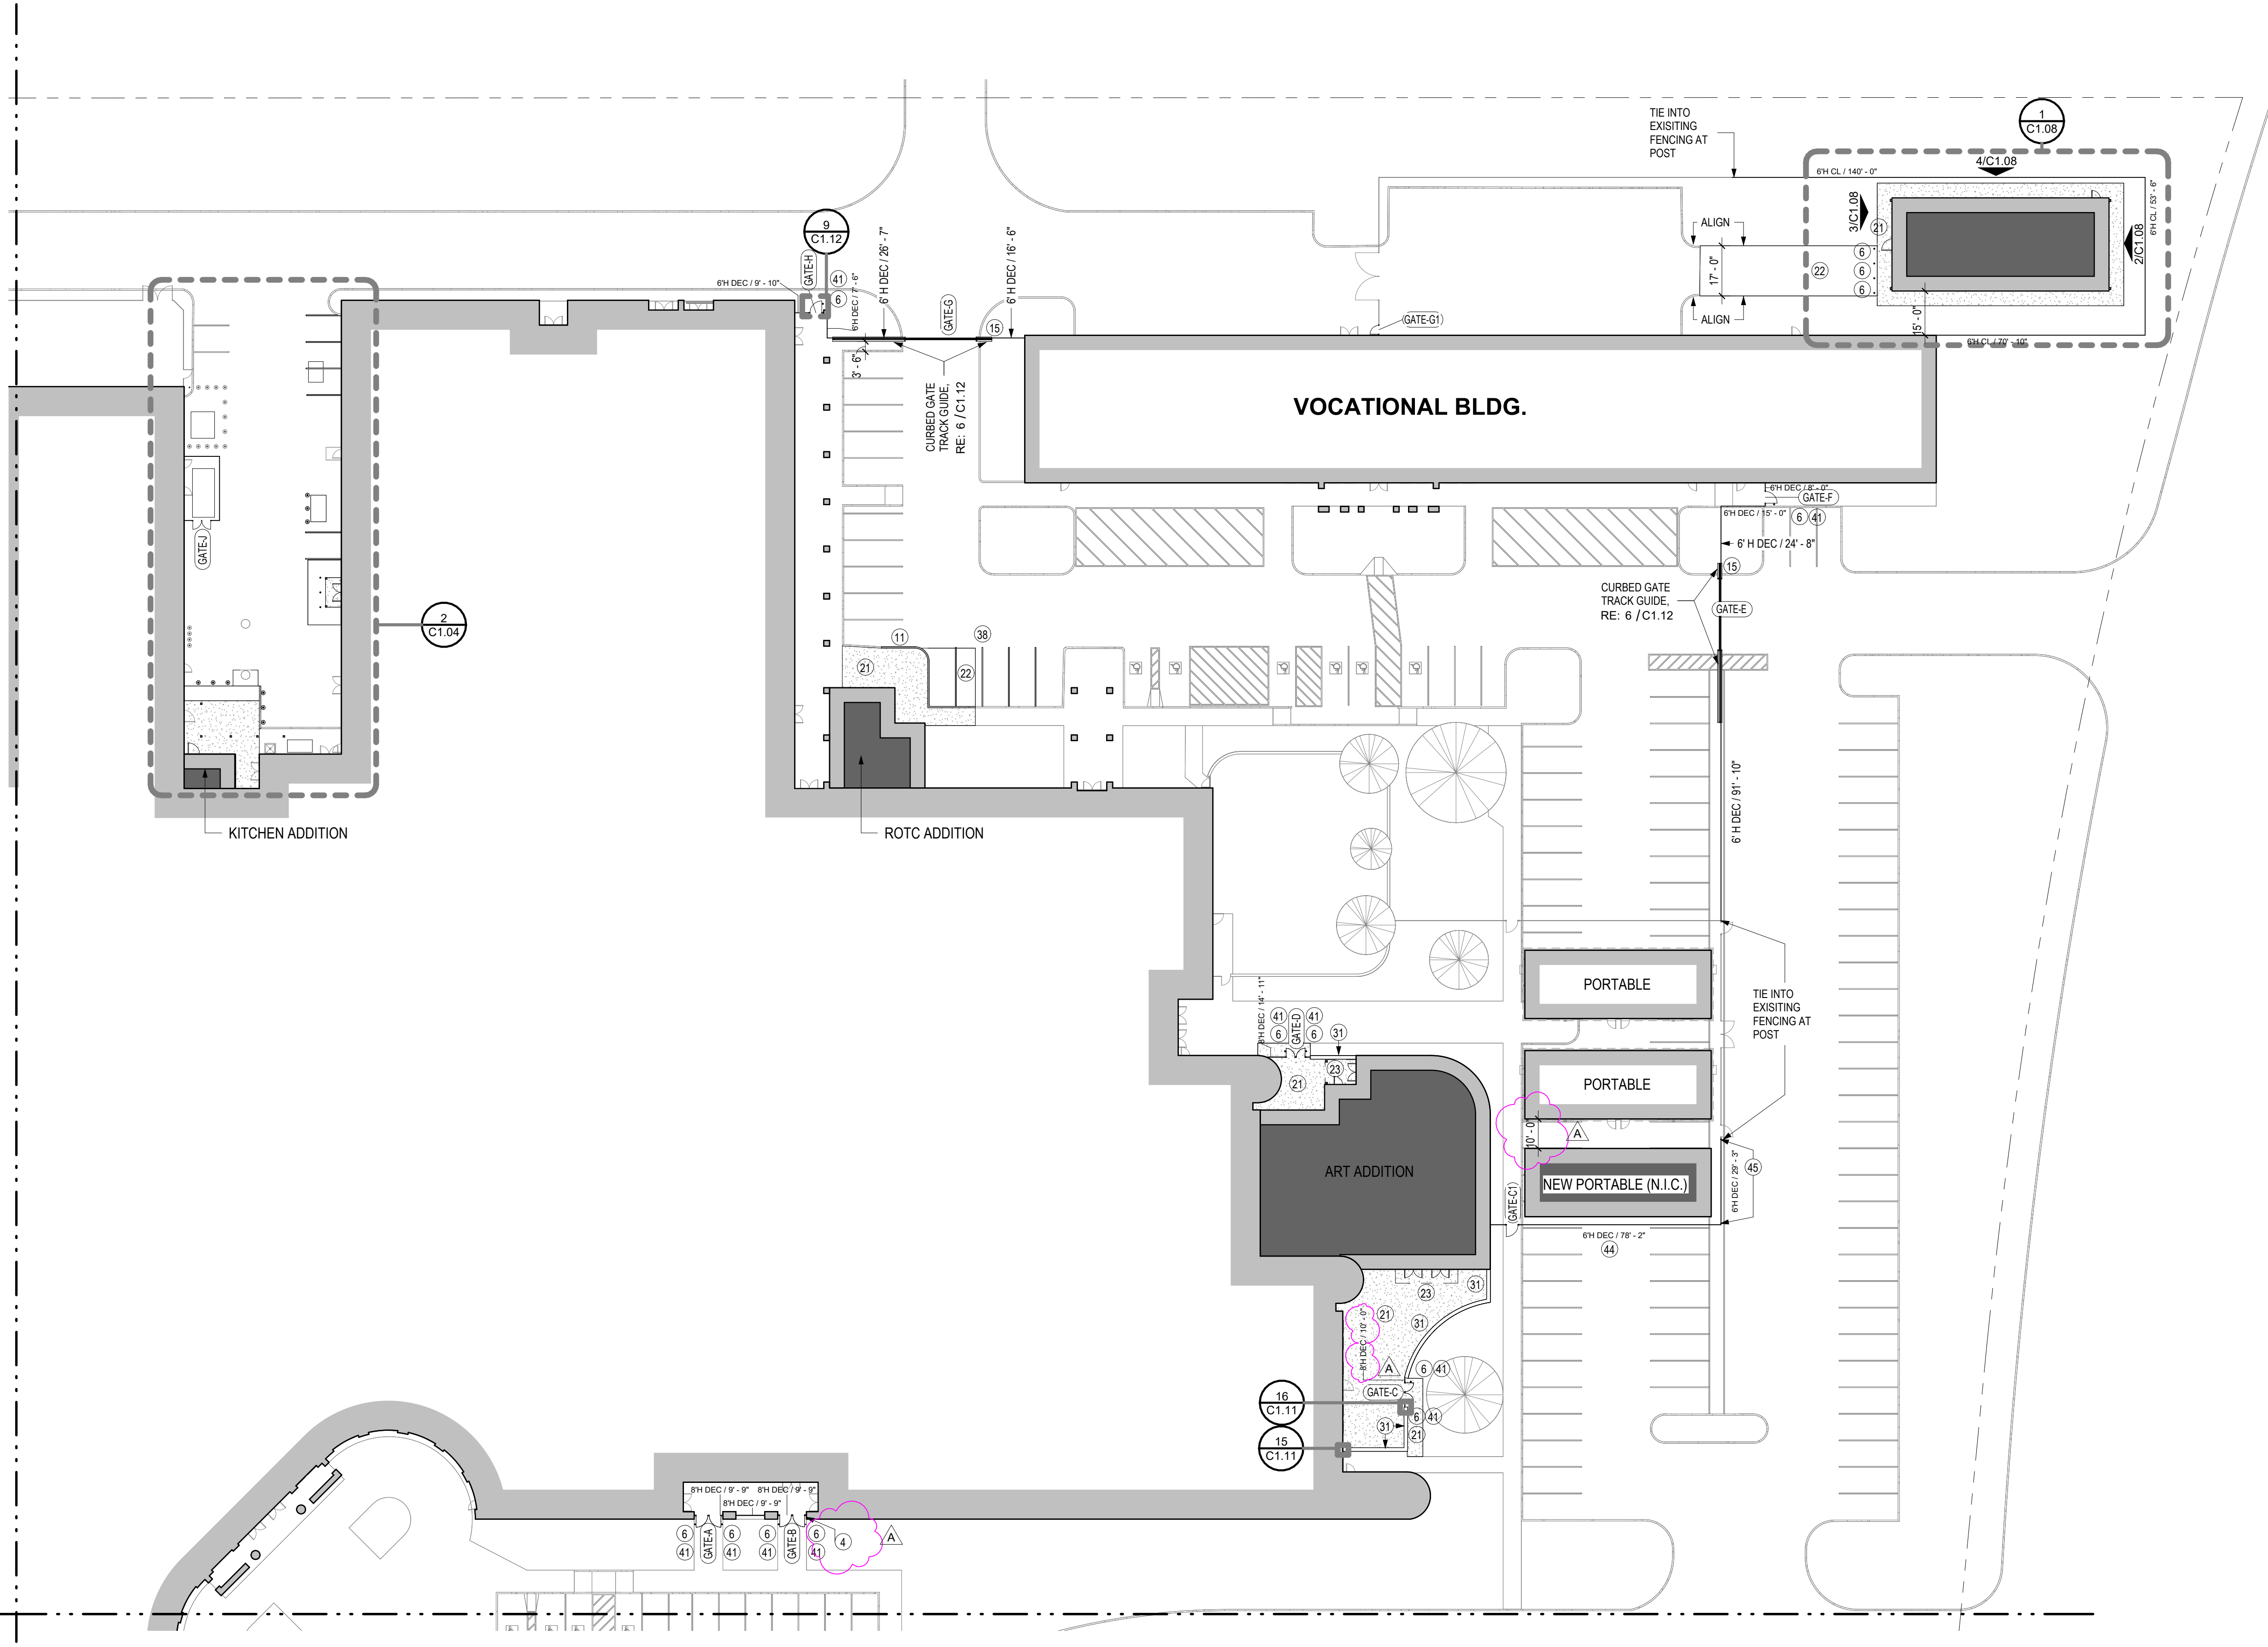 TIE INTO
EXISITING
FENCING AT
POST
1
C1.08
4/C1.08
6'H CL / 140' - 0"
3/C1.08
2/C1.08
6'H CL / 53' - 6"
21
ALIGN
17' - 0"
22
6
6
6
ALIGN
15' - 0"
6'H CL / 70' - 10"
9
C1.12
GATE-H
41
6
6'H DEC / 9' - 10"
6'H DEC / 7' - 6"
6' H DEC / 26' - 7"
GATE-G
15
6' H DEC / 16' - 6"
(GATE-G1)
3' - 6"
CURBED GATE
TRACK GUIDE,
RE: 6 / C1.12
VOCATIONAL BLDG.
6'H DEC / 8' - 0"
GATE-F
6'H DEC / 15' - 0"
6
41
6' H DEC / 24' - 8"
15
CURBED GATE
TRACK GUIDE,
RE: 6 / C1.12
GATE-E
GATE-J
2
C1.04
11
38
21
22
KITCHEN ADDITION
ROTC ADDITION
6' H DEC / 91' - 10"
PORTABLE
TIE INTO
EXISITING
FENCING AT
POST
8'H DEC / 14' - 11"
41
6
GATE-D
41
6
31
23
21
PORTABLE
10' - 0"
A
ART ADDITION
NEW PORTABLE (N.I.C.)
(GATE-C1)
6'H DEC / 29' - 3"
45
6'H DEC / 78' - 2"
44
23
31
21
31
8'H DEC / 10' - 0"
A
6
41
GATE-C
16
C1.11
6
41
31
21
15
C1.11
8'H DEC / 9' - 9"
8'H DEC / 9' - 9"
8'H DEC / 9' - 9"
6
41
GATE-A
6
41
6
41
GATE-B
6
41
4
A